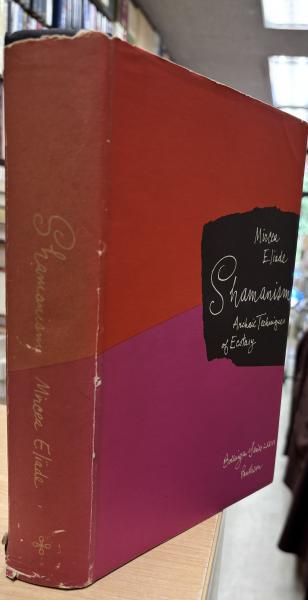 Shamanism
Mircea Eliade
Mircea
Eliade
Shamanism
Archaic Techniques
of Ecstasy
Bollingen Series LXXVI
Pantheon